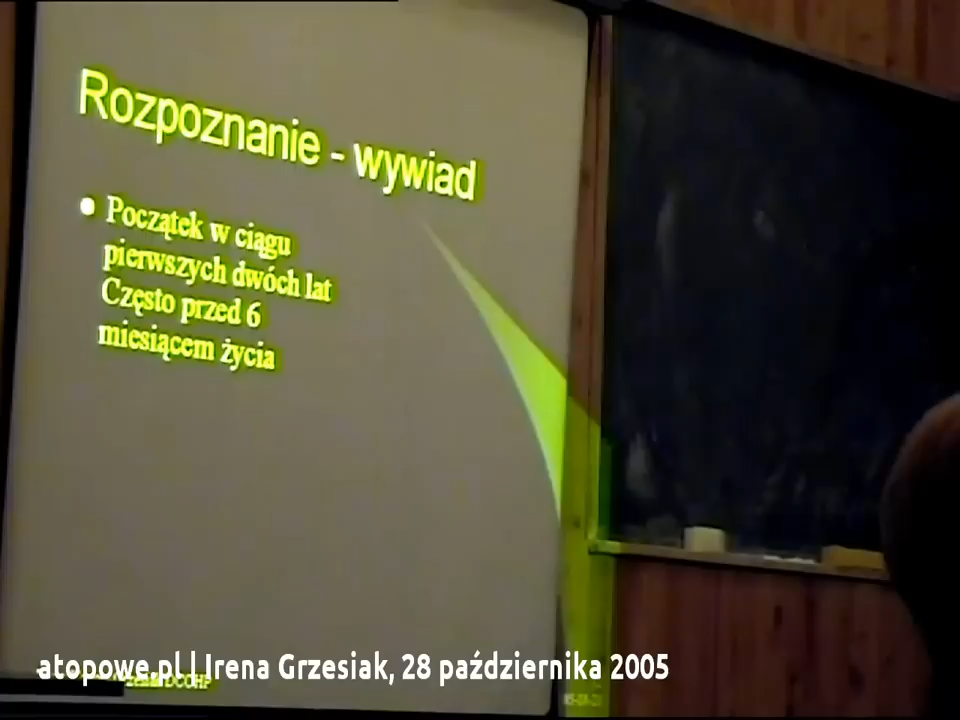 Rozpoznanie - wywiad
Początek w ciągu
pierwszych dwóch lat
Często przed 6
miesiącem życia
atopowe.pl | Irena Grzesiak, 28 października 2005